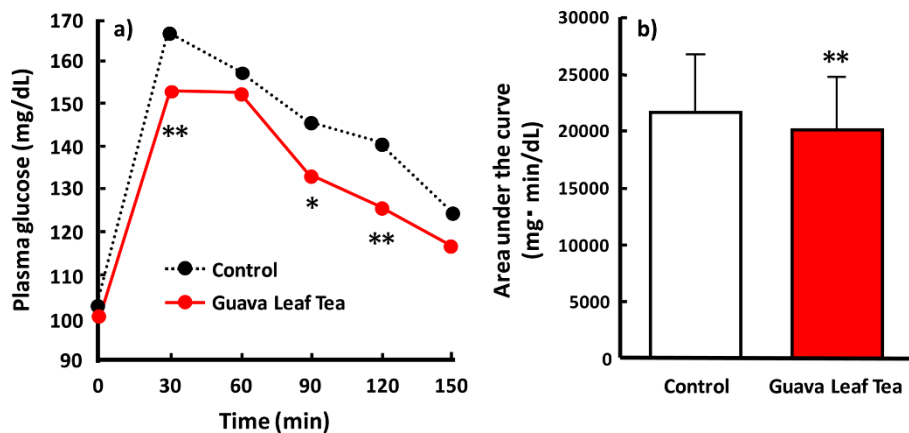 a)
Plasma glucose (mg/dL)
170
160
150
140
130
120
110
100
90
**
*
**
Control
Guava Leaf Tea
0 30 60 90 120 150
Time (min)
b)
Area under the curve
(mg· min/dL)
30000
25000
20000
15000
10000
5000
0
**
Control Guava Leaf Tea